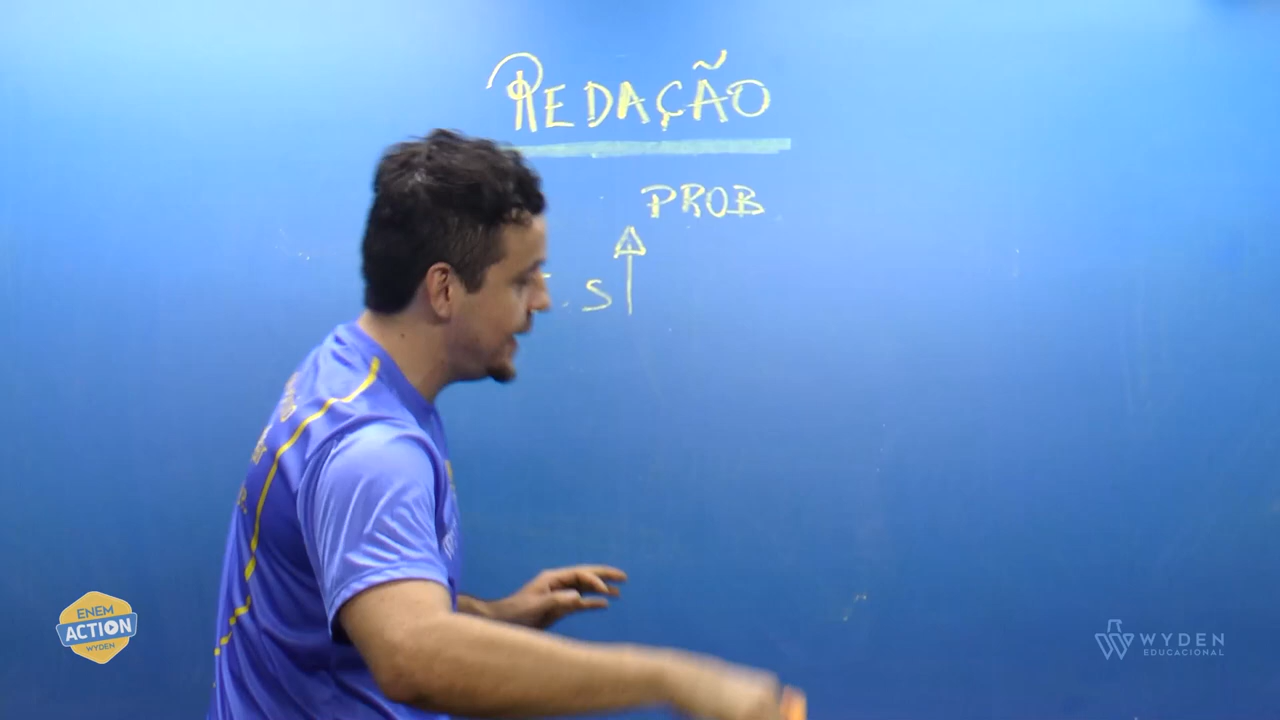 REDAÇÃO
PROB
. S
ENEM
ACTION
WYDEN
WYDEN
EDUCACIONAL